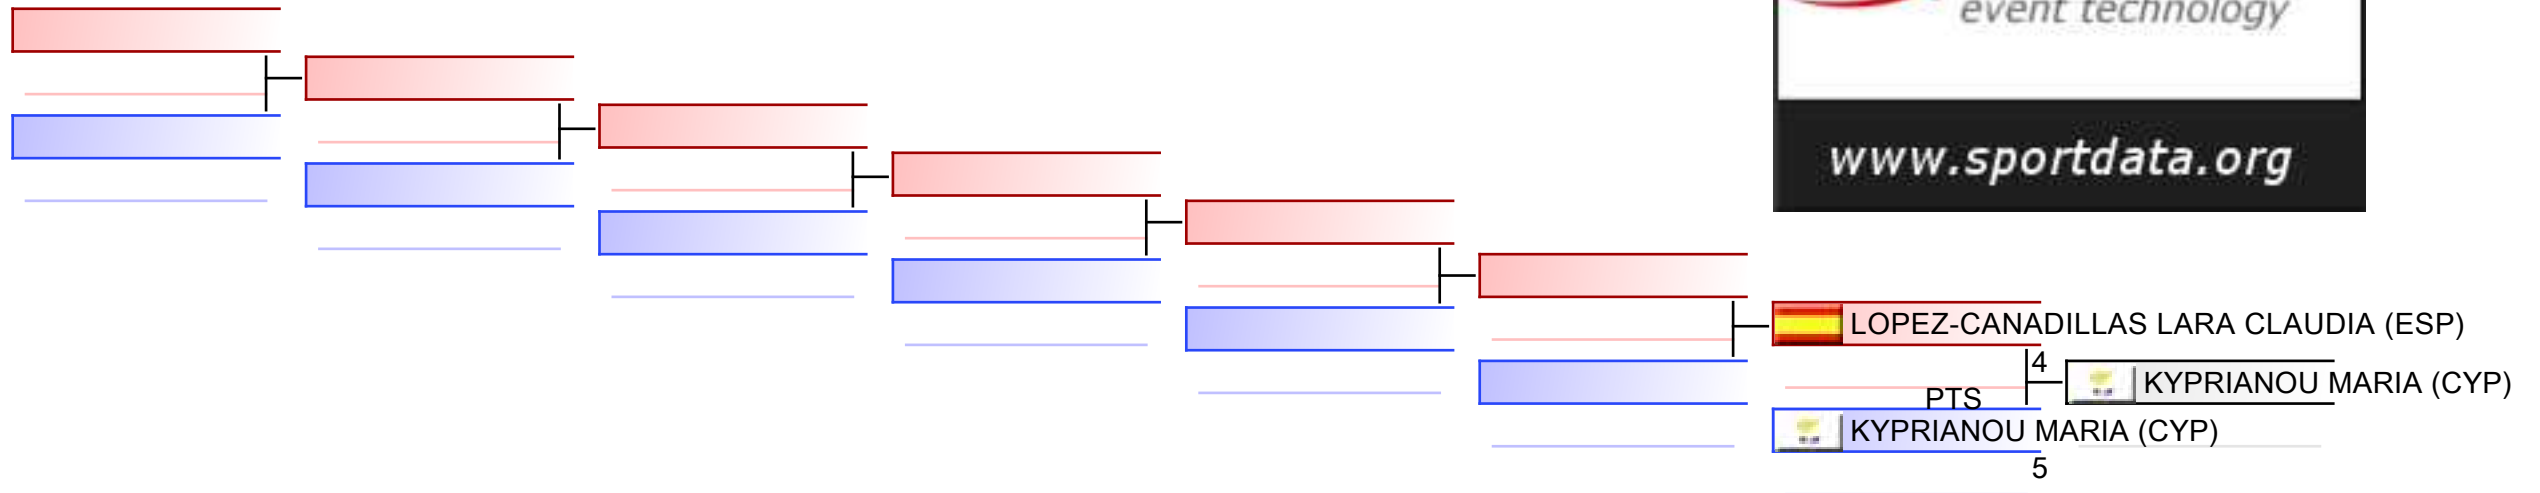 event technology
www.sportdata.org
LOPEZ-CANADILLAS LARA CLAUDIA (ESP)
4
KYPRIANOU MARIA (CYP)
PTS
KYPRIANOU MARIA (CYP)
5